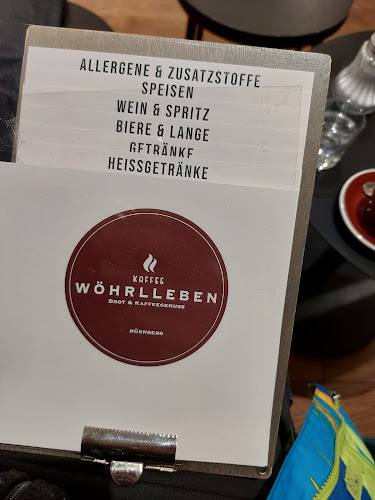 ALLERGENE & ZUSATZSTOFFE
SPEISEN
WEIN & SPRITZ
BIERE & LANGE
GETRÄNKE
HEISSGETRÄNKE
KAFFEE
WÖHRLLEBEN
BROT & KAFFEEGENUSS
NÜRNBERG